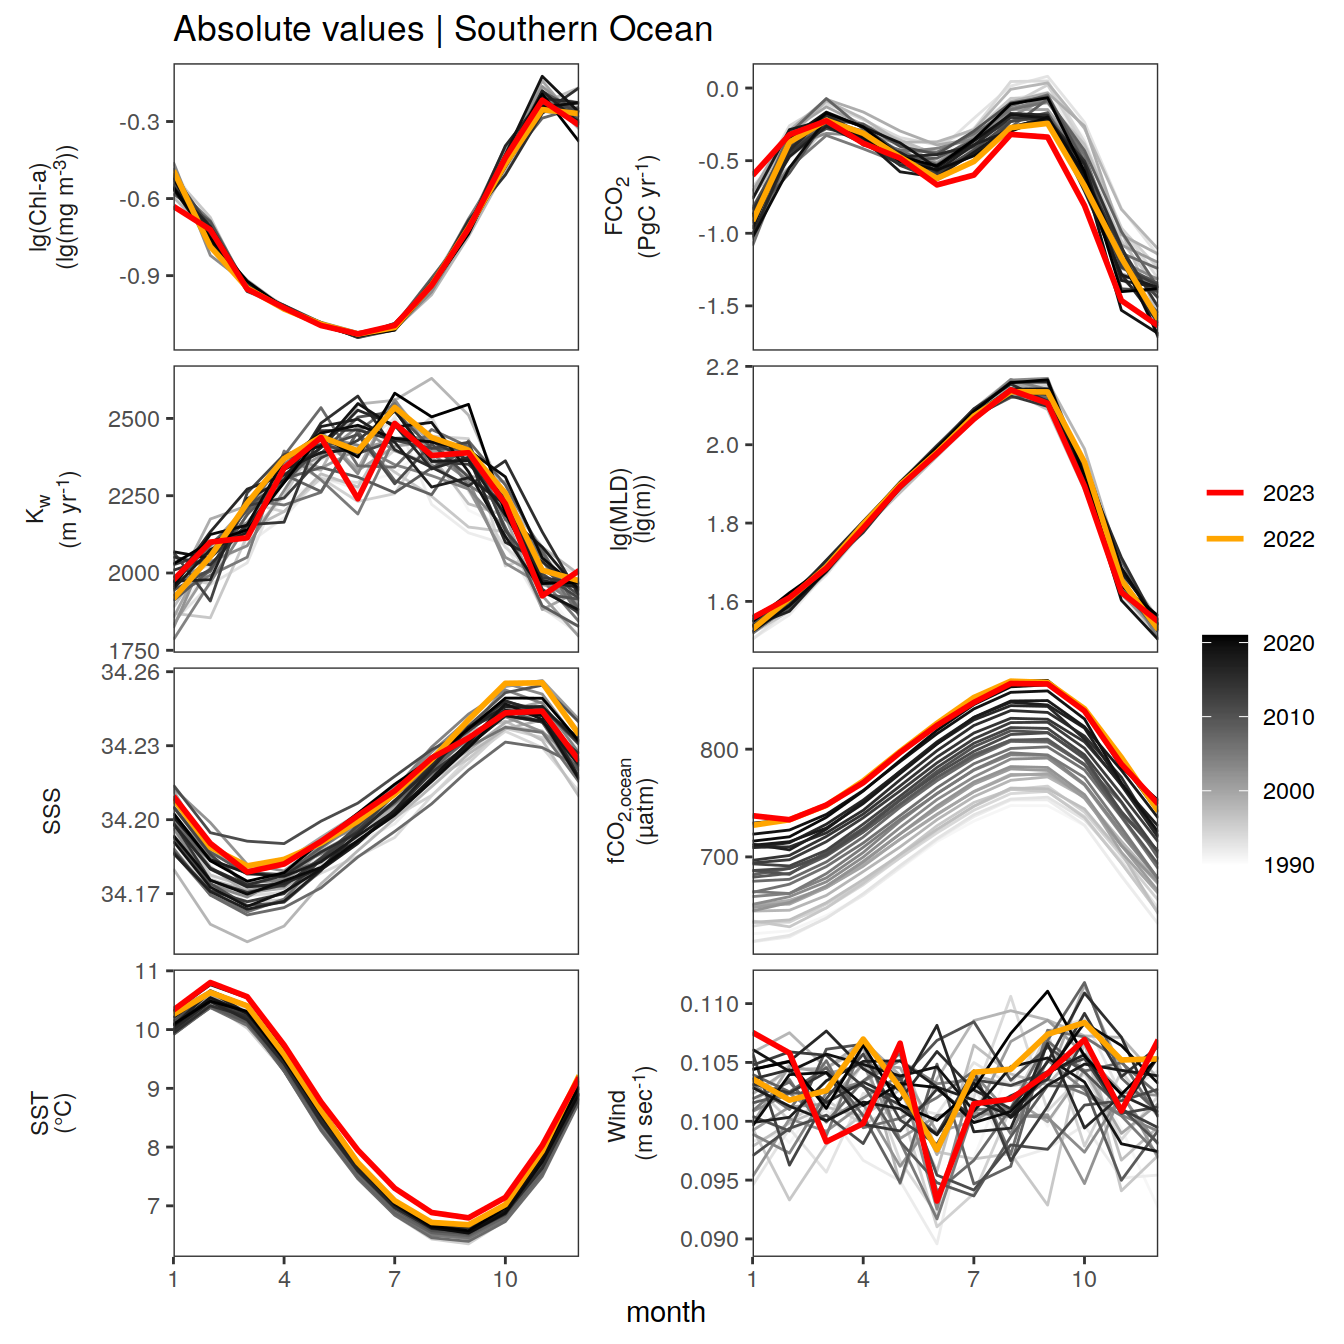 Absolute values | Southern Ocean
lg(Chl-a)
(lg(mg m⁻³))
-0.3
-0.6
-0.9
FCO₂
(PgC yr⁻¹)
0.0
-0.5
-1.0
-1.5
Kw
(m yr⁻¹)
2500
2250
2000
1750
lg(MLD)
(lg(m))
2.2
2.0
1.8
1.6
SSS
34.26
34.23
34.20
34.17
fCO2,ocean
(µatm)
800
700
SST
(°C)
11
10
9
8
7
Wind
(m sec⁻¹)
0.110
0.105
0.100
0.095
0.090
1 4 7 10
1 4 7 10
month
2023
2022
2020
2010
2000
1990